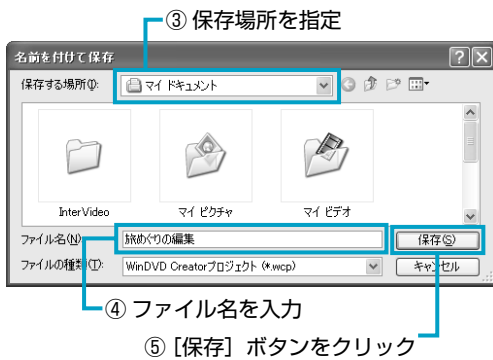 ③ 保存場所を指定
名前を付けて保存
保存する場所(I): マイ ドキュメント
InterVideo マイ ピクチャ マイ ビデオ
ファイル名(N): 旅めぐりの編集 保存(S)
ファイルの種類(T): WinDVD Creatorプロジェクト (*.wcp) キャンセル
④ ファイル名を入力
⑤ [保存] ボタンをクリック